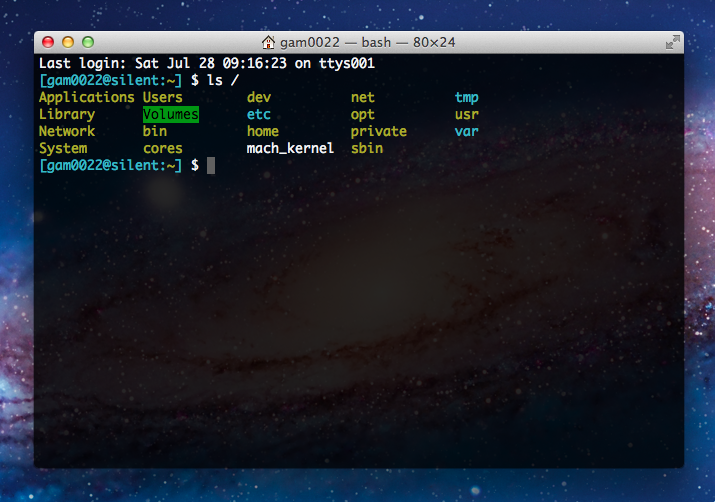 gam0022 — bash — 80×24
Last login: Sat Jul 28 09:16:23 on ttys001
[gam0022@silent:~] $ ls /
Applications Users dev net tmp
Library Volumes etc opt usr
Network bin home private var
System cores mach_kernel sbin
[gam0022@silent:~] $